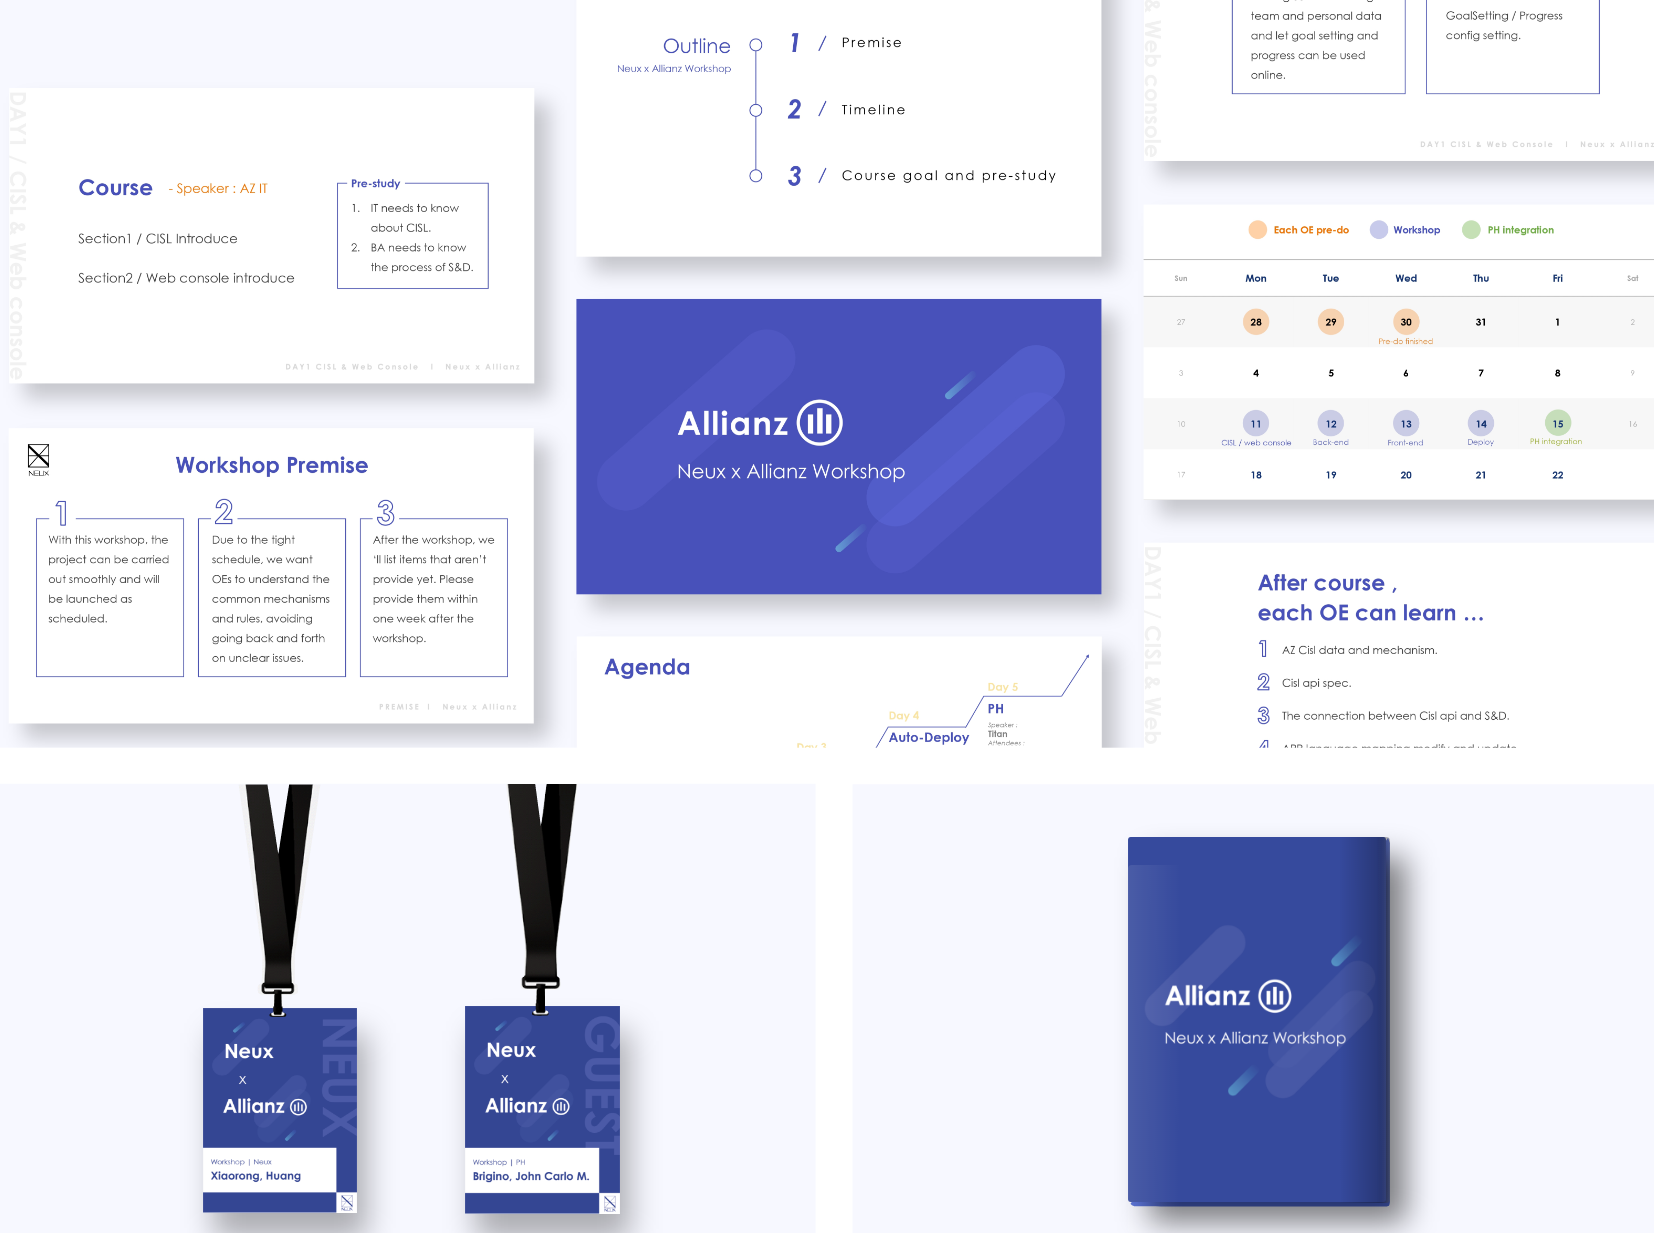 DAY1 / CISL & Web console
Course - Speaker : AZ IT
Section1 / CISL Introduce
Section2 / Web console introduce
Pre-study
1. IT needs to know
about CISL.
2. BA needs to know
the process of S&D.
DAY1 CISL & Web Console | Neux x Allianz
NEUX
Workshop Premise
1
With this workshop. the
project can be carried
out smoothly and will
be launched as
scheduled.
2
Due to the tight
schedule, we want
OEs to understand the
common mechanisms
and rules, avoiding
going back and forth
on unclear issues.
3
After the workshop, we
'll list items that aren't
provide yet. Please
provide them within
one week after the
workshop.
PREMISE | Neux x Allianz
Outline
Neux x Allianz Workshop
1 / Premise
2 / Timeline
3 / Course goal and pre-study
Allianz
Neux x Allianz Workshop
Agenda
Day 3
Day 4
Auto-Deploy
Day 5
PH
Speaker :
Titan
Attendees :
& Web console
team and personal data
and let goal setting and
progress can be used
online.
GoalSetting / Progress
config setting.
DAY1 CISL & Web Console | Neux x Allianz
Each OE pre-do Workshop PH integration
Sun Mon Tue Wed Thu Fri Sat
27 28 29 30 31 1 2
Pre-do finished
3 4 5 6 7 8 9
10 11 12 13 14 15 16
CISL / web console Back-end Front-end Deploy PH integration
17 18 19 20 21 22
DAY1 / CISL & Web
After course ,
each OE can learn ...
1 AZ Cisl data and mechanism.
2 Cisl api spec.
3 The connection between Cisl api and S&D.
4 APP language mapping modify and update
NEUX
Neux
x
Allianz
Workshop | Neux
Xiaorong, Huang
NEUX
GUEST
Neux
x
Allianz
Workshop | PH
Brigino, John Carlo M.
NEUX
Allianz
Neux x Allianz Workshop